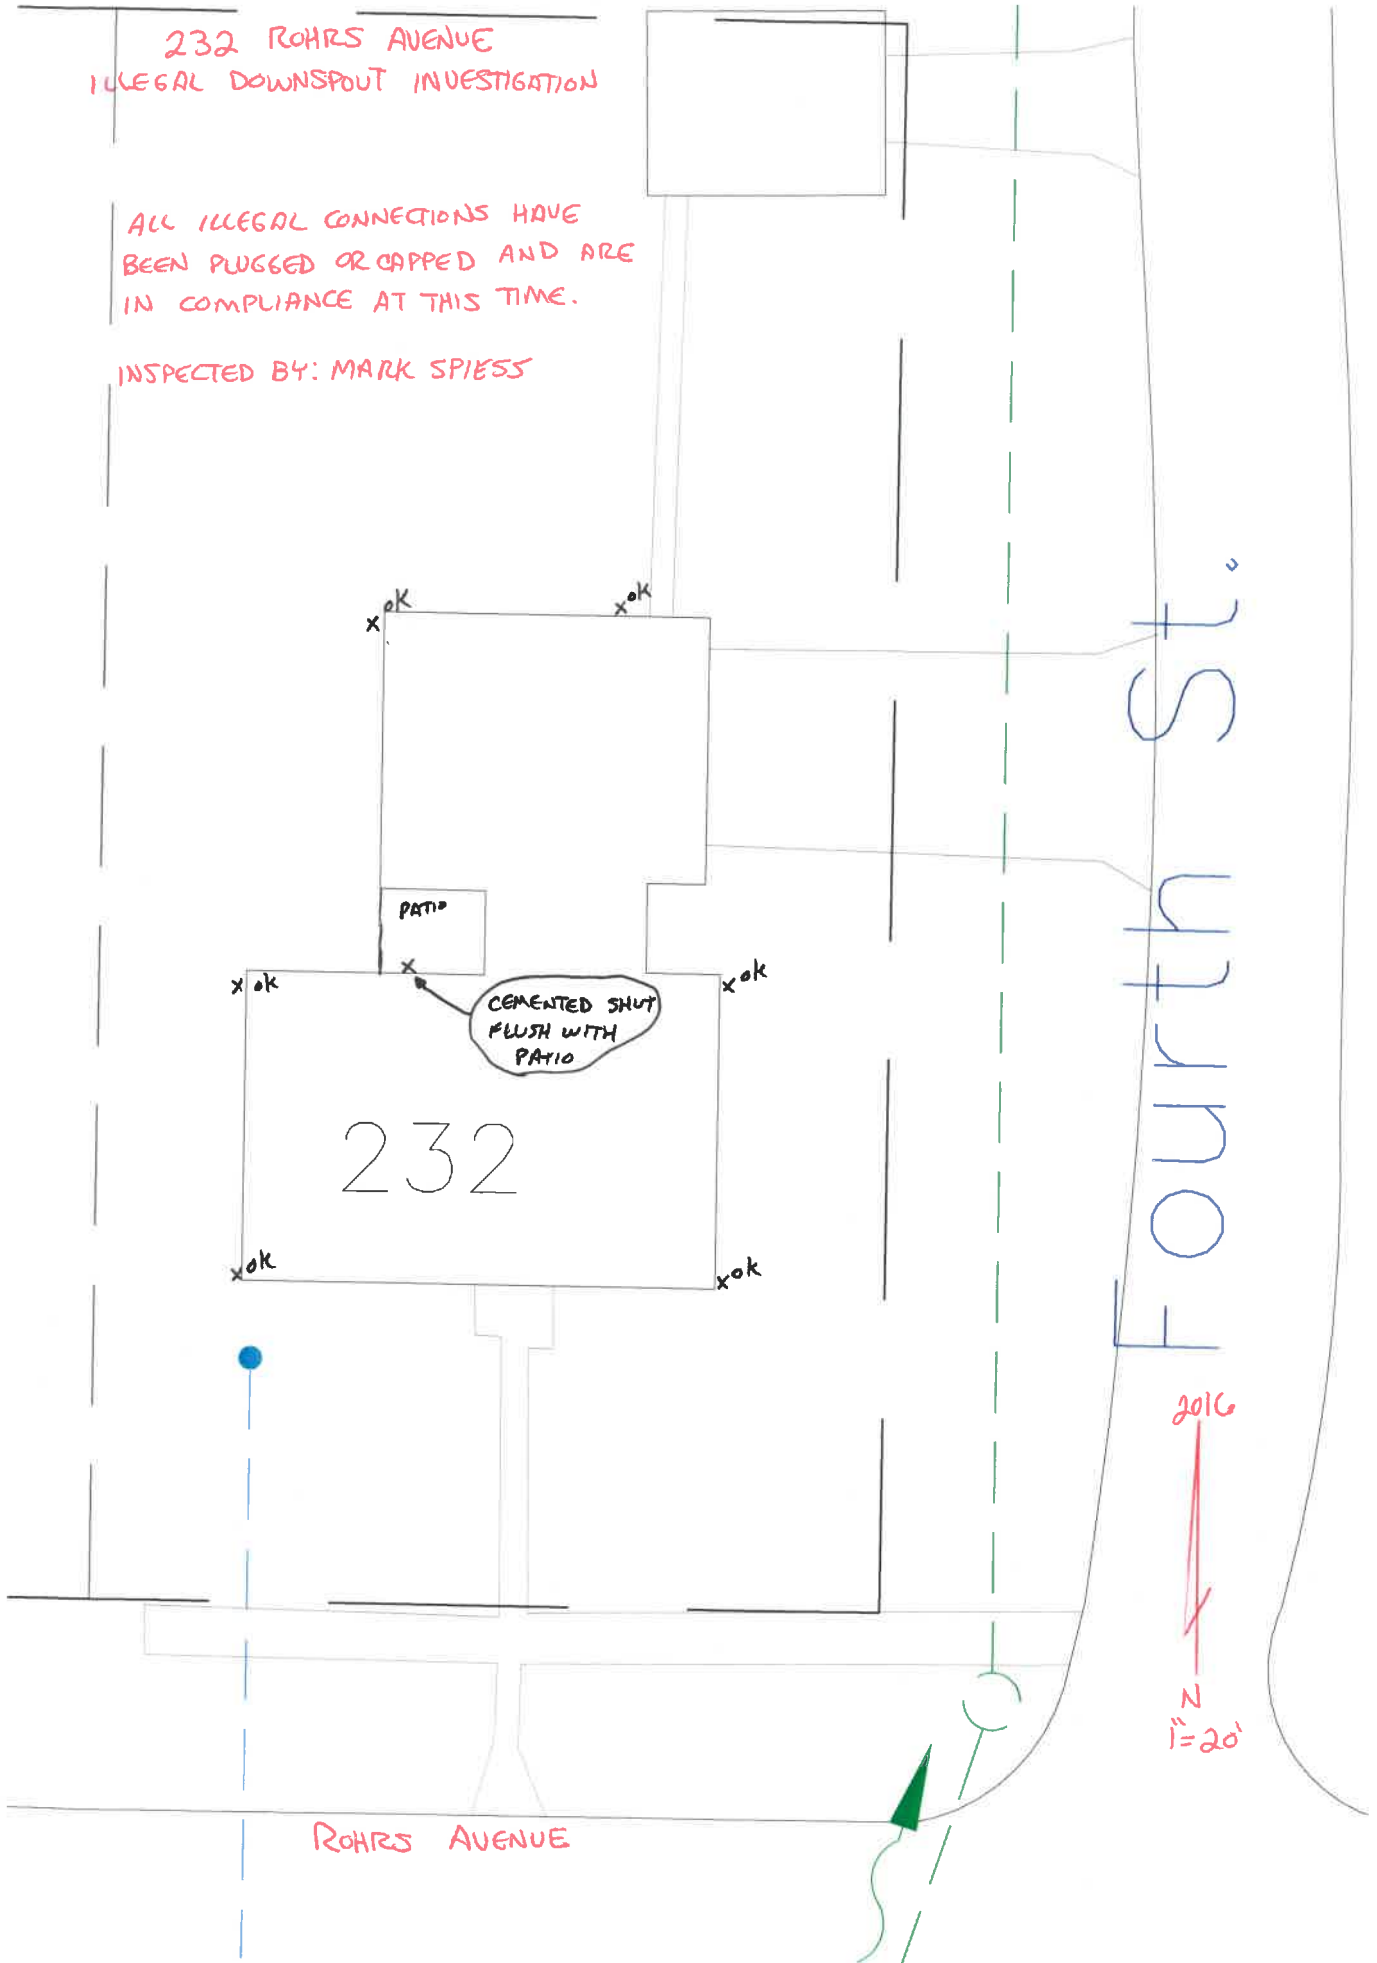 232 ROHRS AVENUE
ILLEGAL DOWNSPOUT INVESTIGATION
ALL ILLEGAL CONNECTIONS HAVE
BEEN PLUGGED OR CAPPED AND ARE
IN COMPLIANCE AT THIS TIME.
INSPECTED BY: MARK SPIESS
x ok
x ok
PATIO
x
x ok
x ok
CEMENTED SHUT
FLUSH WITH
PATIO
232
x ok
x ok
Fourth St.
2016
N
1"=20'
ROHRS AVENUE